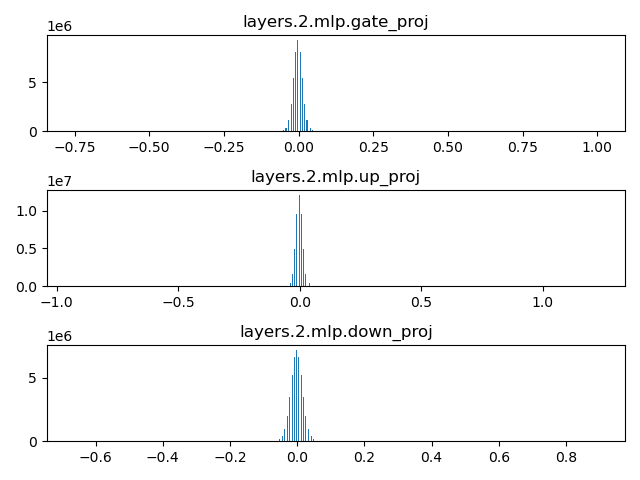 layers.2.mlp.gate_proj
1e6
5
0
−0.75 −0.50 −0.25 0.00 0.25 0.50 0.75 1.00
layers.2.mlp.up_proj
1e7
1.0
0.5
0.0
−1.0 −0.5 0.0 0.5 1.0
layers.2.mlp.down_proj
1e6
5
0
−0.6 −0.4 −0.2 0.0 0.2 0.4 0.6 0.8